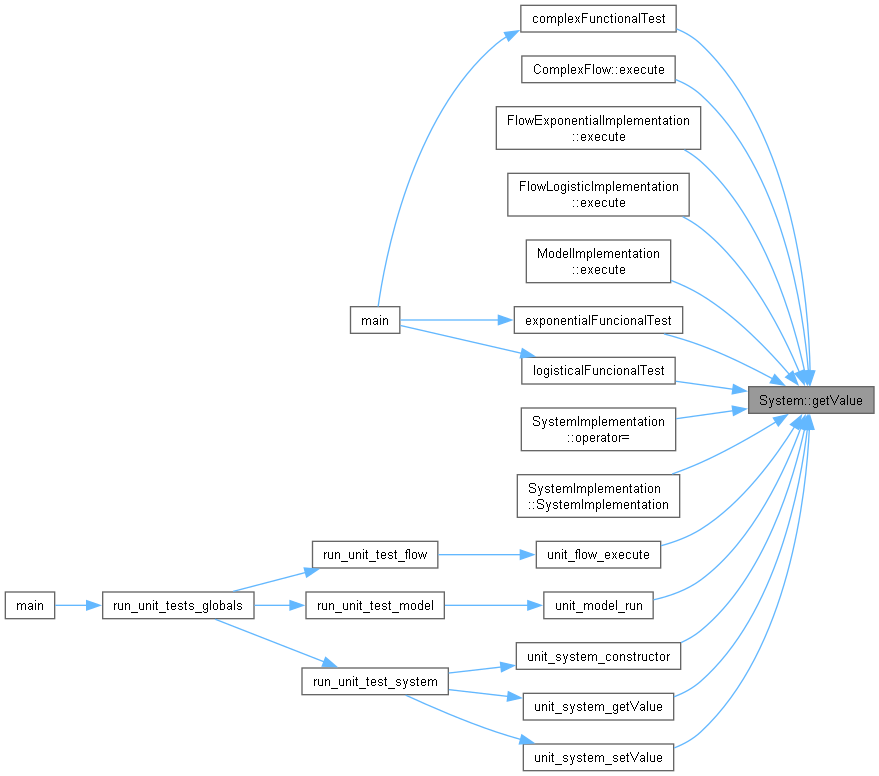 complexFunctionalTest
ComplexFlow::execute
FlowExponentialImplementation
::execute
FlowLogisticImplementation
::execute
ModelImplementation
::execute
main
exponentialFuncionalTest
logisticalFuncionalTest
System::getValue
SystemImplementation
::operator=
SystemImplementation
::SystemImplementation
run_unit_test_flow
unit_flow_execute
main
run_unit_tests_globals
run_unit_test_model
unit_model_run
run_unit_test_system
unit_system_constructor
unit_system_getValue
unit_system_setValue